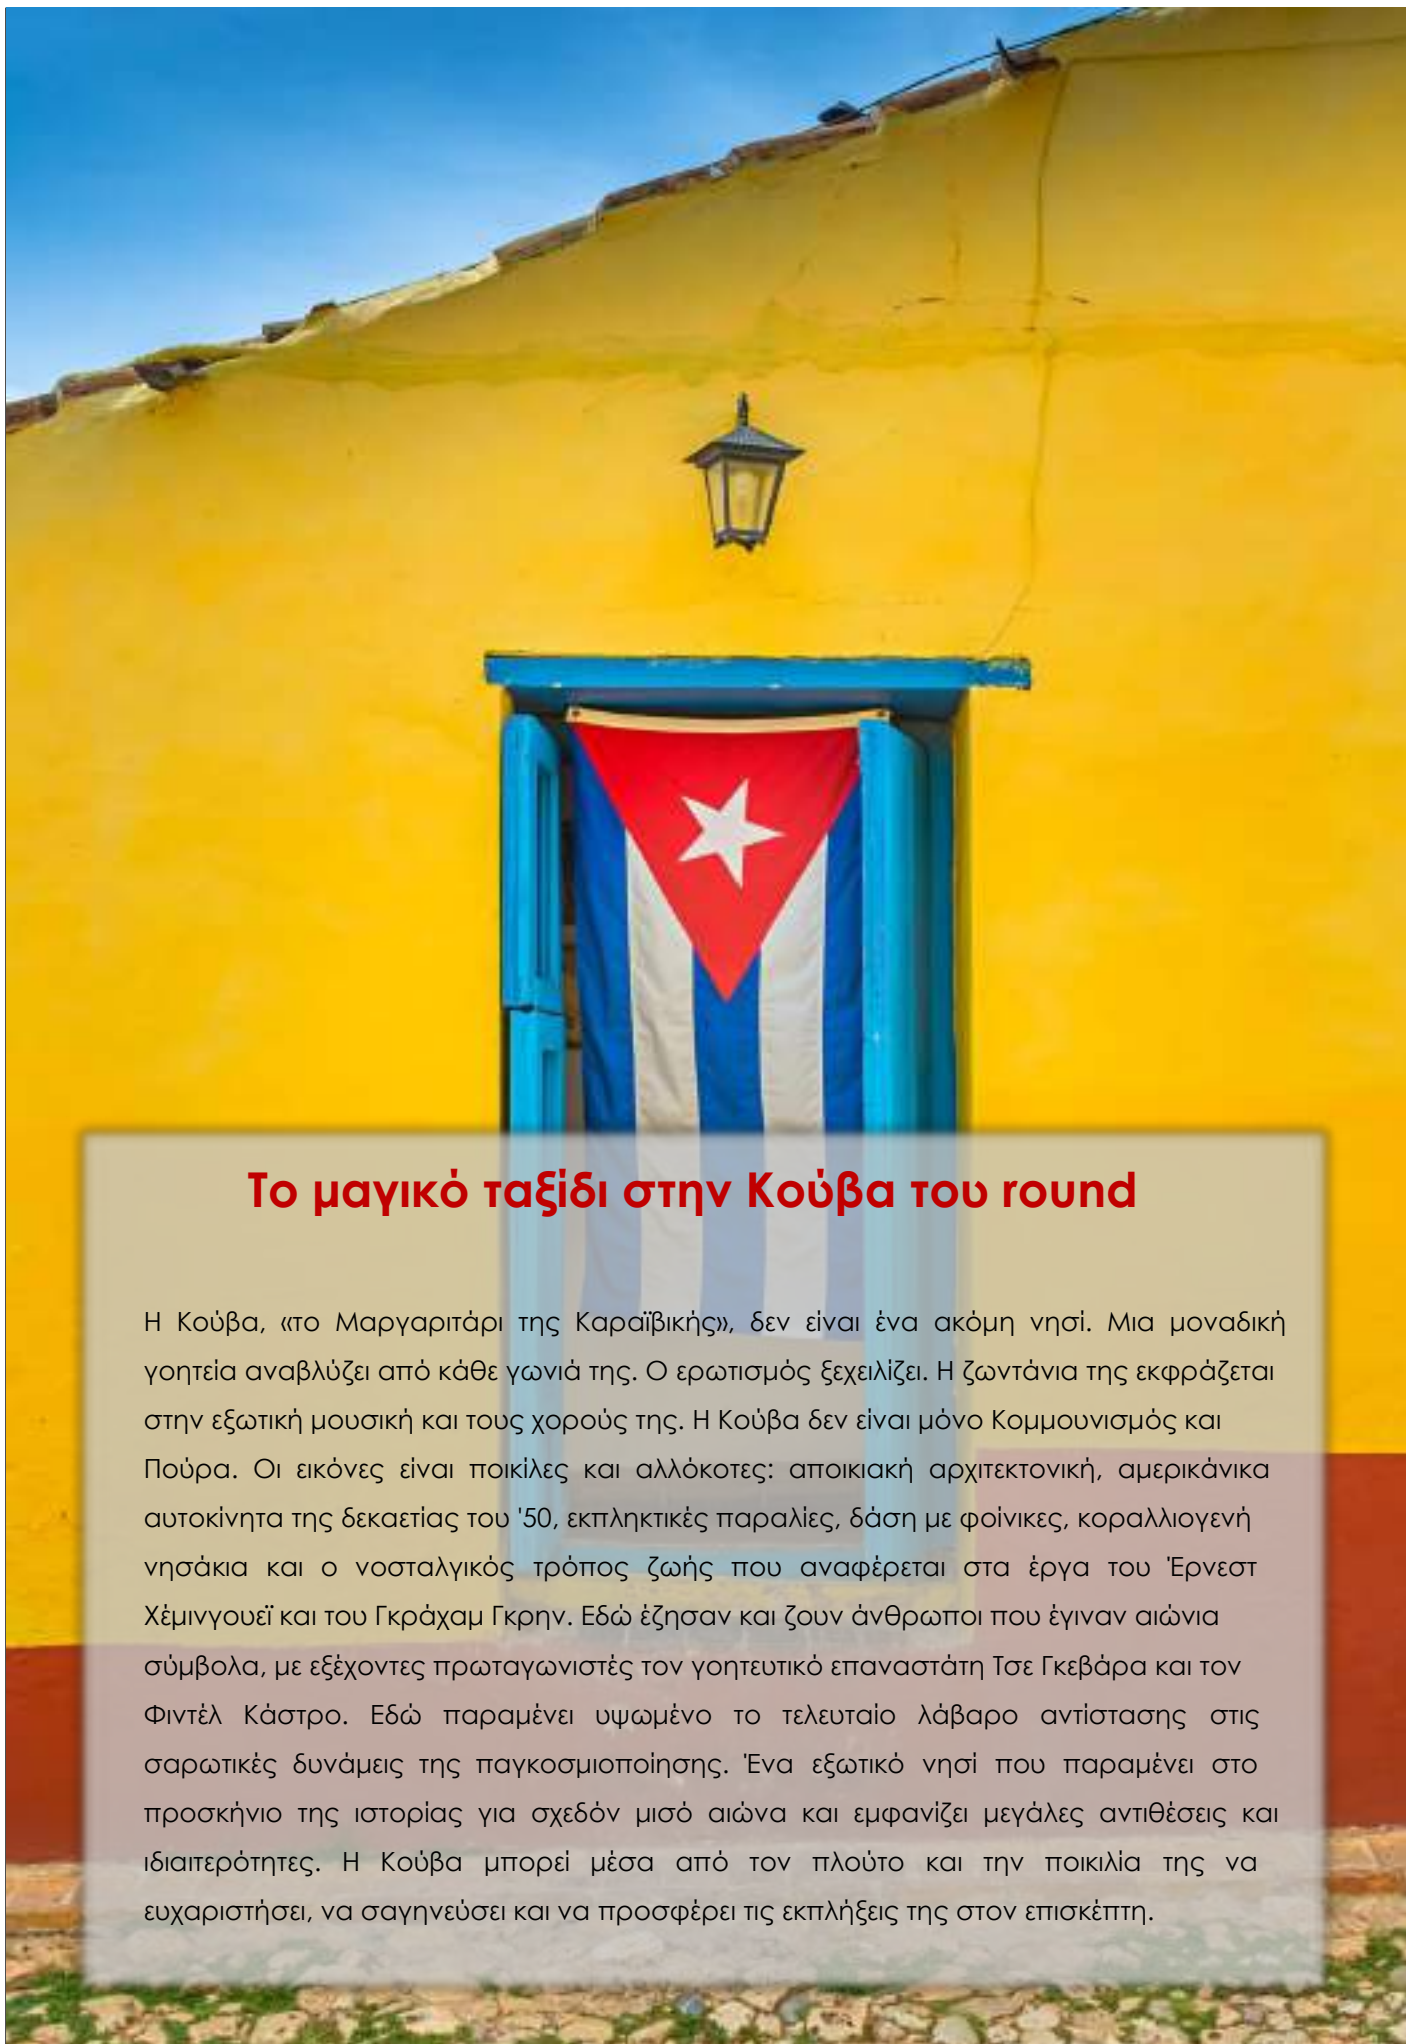 Το μαγικό ταξίδι στην Κούβα του round
Η Κούβα, «το Μαργαριτάρι της Καραϊβικής», δεν είναι ένα ακόμη νησί. Μια μοναδική
γοητεία αναβλύζει από κάθε γωνιά της. Ο ερωτισμός ξεχειλίζει. Η ζωντάνια της εκφράζεται
στην εξωτική μουσική και τους χορούς της. Η Κούβα δεν είναι μόνο Κομμουνισμός και
Πούρα. Οι εικόνες είναι ποικίλες και αλλόκοτες: αποικιακή αρχιτεκτονική, αμερικάνικα
αυτοκίνητα της δεκαετίας του '50, εκπληκτικές παραλίες, δάση με φοίνικες, κοραλλιογενή
νησάκια και ο νοσταλγικός τρόπος ζωής που αναφέρεται στα έργα του Έρνεστ
Χέμινγουεϊ και του Γκράχαμ Γκρην. Εδώ έζησαν και ζουν άνθρωποι που έγιναν αιώνια
σύμβολα, με εξέχοντες πρωταγωνιστές τον γοητευτικό επαναστάτη Τσε Γκεβάρα και τον
Φιντέλ Κάστρο. Εδώ παραμένει υψωμένο το τελευταίο λάβαρο αντίστασης στις
σαρωτικές δυνάμεις της παγκοσμιοποίησης. Ένα εξωτικό νησί που παραμένει στο
προσκήνιο της ιστορίας για σχεδόν μισό αιώνα και εμφανίζει μεγάλες αντιθέσεις και
ιδιαιτερότητες. Η Κούβα μπορεί μέσα από τον πλούτο και την ποικιλία της να
ευχαριστήσει, να σαγηνεύσει και να προσφέρει τις εκπλήξεις της στον επισκέπτη.